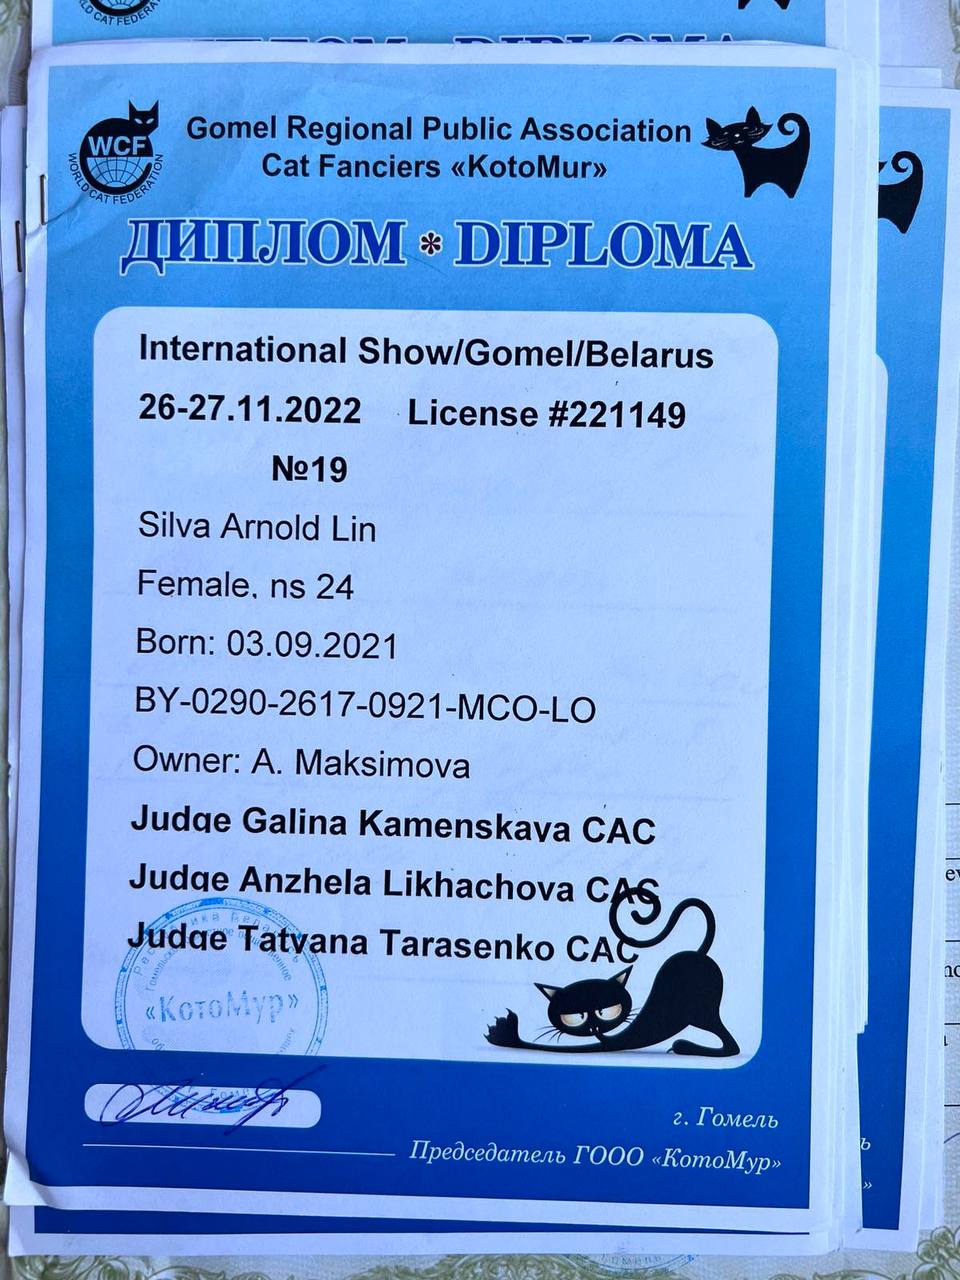 WCF
WORLD CAT FEDERATION
Gomel Regional Public Association
Cat Fanciers «KotoMur»
ДИПЛОМ * DIPLOMA
International Show/Gomel/Belarus
26-27.11.2022 License #221149
№19
Silva Arnold Lin
Female, ns 24
Born: 03.09.2021
BY-0290-2617-0921-MCO-LO
Owner: A. Maksimova
Judge Galina Kamenskaya CAC
Judge Anzhela Likhachova CAC
Judge Tatyana Tarasenko CAC
«КотоМур»
г. Гомель
Председатель ГООО «КотоМур»